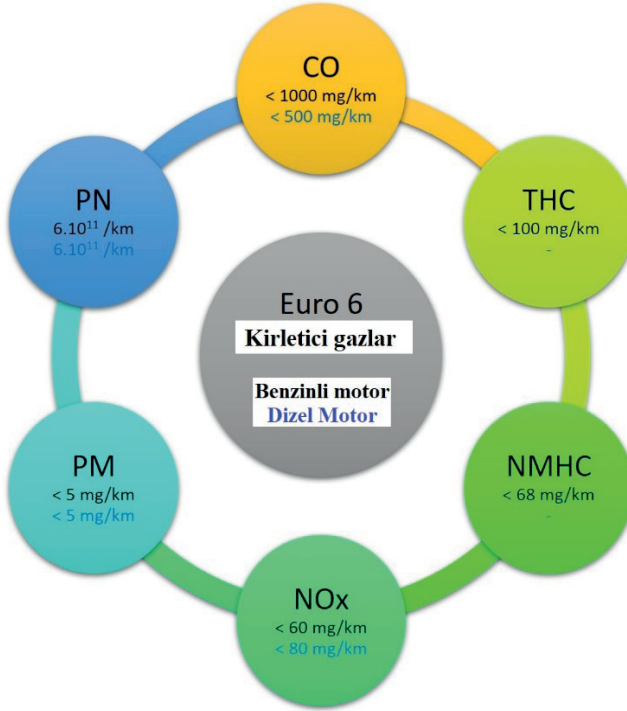 CO
< 1000 mg/km
< 500 mg/km
THC
< 100 mg/km
-
NMHC
< 68 mg/km
-
NOx
< 60 mg/km
< 80 mg/km
PM
< 5 mg/km
< 5 mg/km
PN
6.10¹¹ /km
6.10¹¹ /km
Euro 6
Kirletici gazlar
Benzinli motor
Dizel Motor